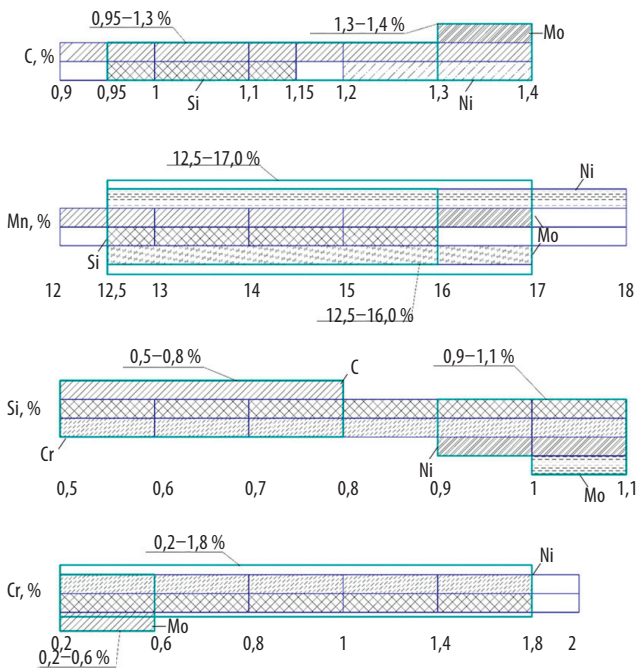 0,95–1,3 %
1,3–1,4 %
Mo
C, %
0,9 0,95 1 1,1 1,15 1,2 1,3 1,4
Si
Ni
12,5–17,0 %
Ni
Mn, %
Mo
Si
12 12,5 13 14 15 16 17 18
12,5–16,0 %
0,5–0,8 %
C
0,9–1,1 %
Si, %
Cr
Ni
0,5 0,6 0,7 0,8 0,9 1 1,1
Mo
0,2–1,8 %
Ni
Cr, %
Mo
0,2 0,6 0,8 1 1,4 1,8 2
0,2–0,6 %